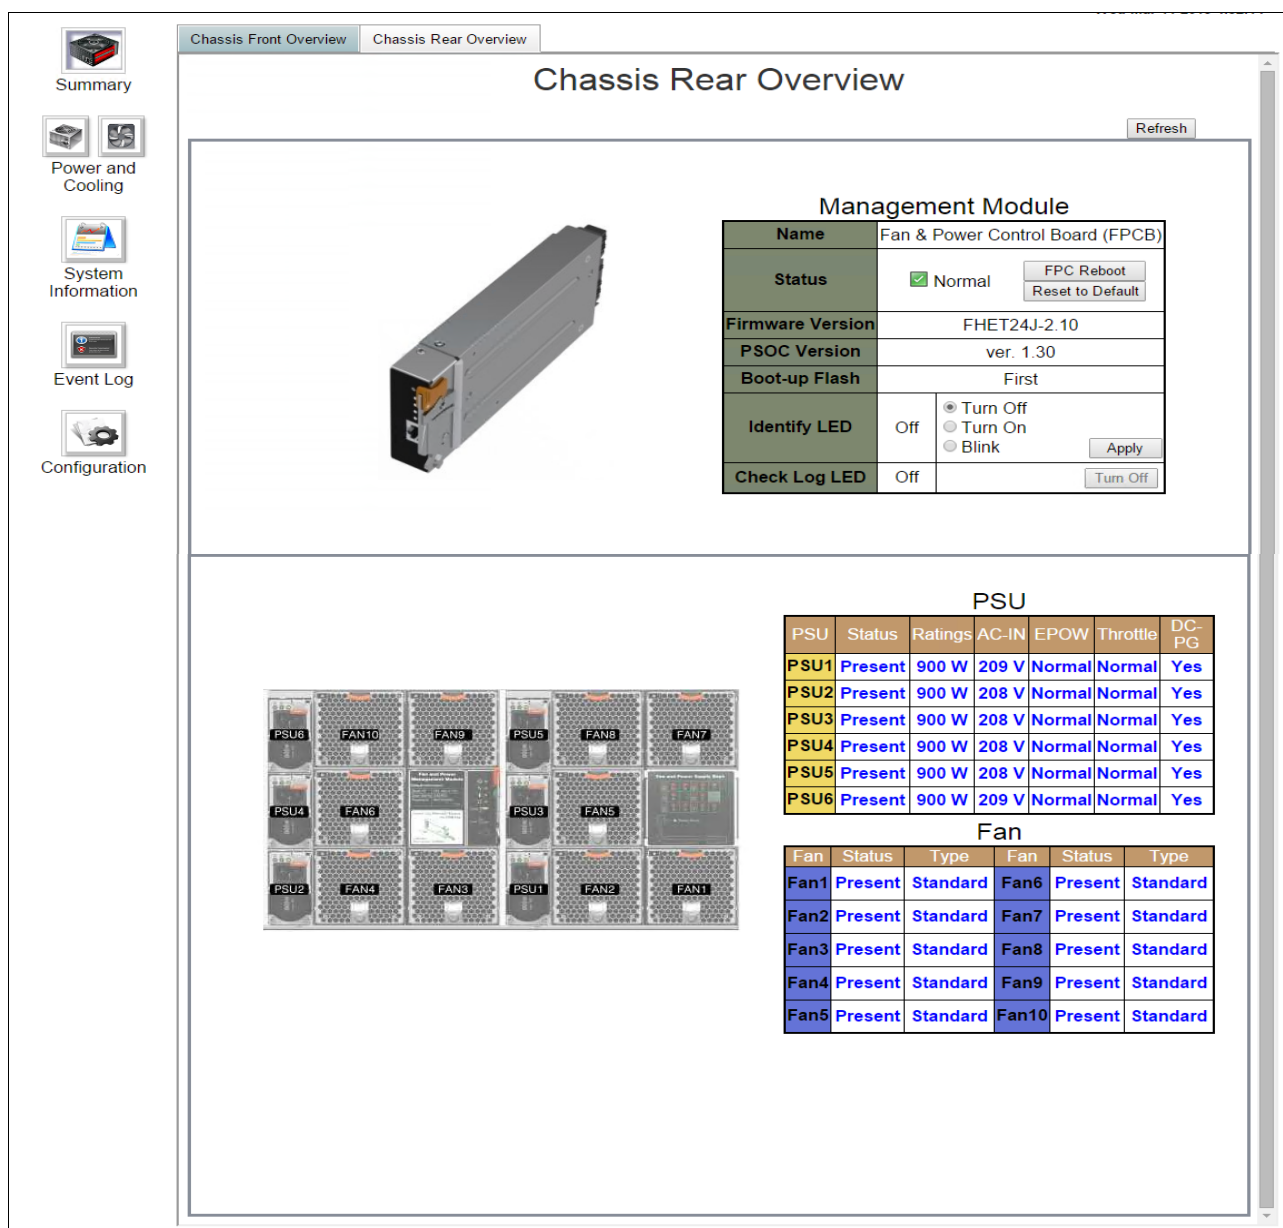 Chassis Front Overview Chassis Rear Overview
Summary
Power and
Cooling
System
Information
Event Log
Configuration
Chassis Rear Overview
Refresh
Management Module
Name Fan & Power Control Board (FPCB)
Status Normal FPC Reboot
Reset to Default
Firmware Version FHET24J-2.10
PSOC Version ver. 1.30
Boot-up Flash First
Identify LED Off Turn Off
Turn On
Blink Apply
Check Log LED Off Turn Off
PSU6 FAN10 FAN9 PSU5 FAN8 FAN7
Fan and Power
Management Module
PSU4 FAN6 PSU3 FAN5
PSU2 FAN4 FAN3 PSU1 FAN2 FAN1
PSU
PSU Status Ratings AC-IN EPOW Throttle DC-
PG
PSU1 Present 900 W 209 V Normal Normal Yes
PSU2 Present 900 W 208 V Normal Normal Yes
PSU3 Present 900 W 208 V Normal Normal Yes
PSU4 Present 900 W 208 V Normal Normal Yes
PSU5 Present 900 W 208 V Normal Normal Yes
PSU6 Present 900 W 209 V Normal Normal Yes
Fan
Fan Status Type Fan Status Type
Fan1 Present Standard Fan6 Present Standard
Fan2 Present Standard Fan7 Present Standard
Fan3 Present Standard Fan8 Present Standard
Fan4 Present Standard Fan9 Present Standard
Fan5 Present Standard Fan10 Present Standard